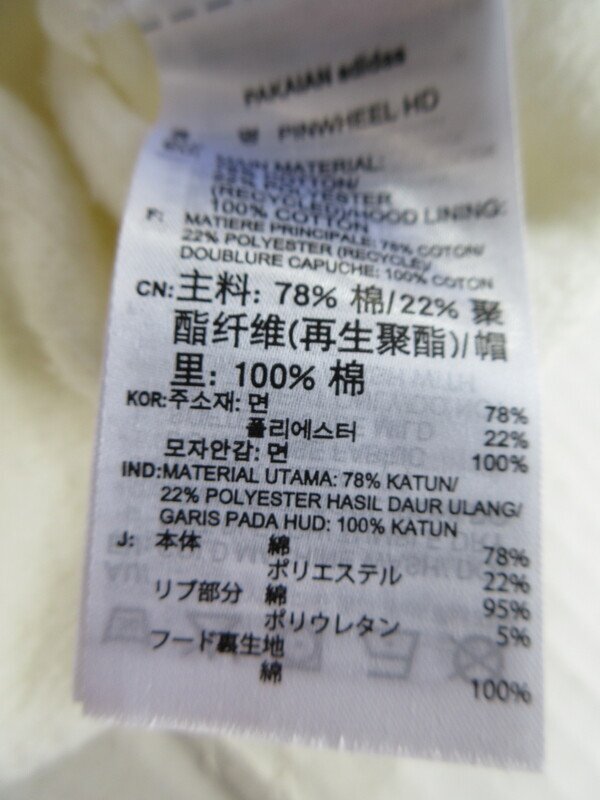 PAKAIAN adidas
PINWHEEL HD
MAIN MATERIAL:
COTTON/
(RECYCLESTER
100% COTTON HOOD LINING:
F: MATIERE PRINCIPALE: 78% COTON/
22% POLYESTER (RECYCLE)/
DOUBLURE CAPUCHE: 100% COTON
CN: 主料: 78% 棉/22% 聚
酯纤维(再生聚酯)/帽
里: 100% 棉
KOR: 주소재: 면 78%
폴리에스터 22%
모자안감: 면 100%
IND: MATERIAL UTAMA: 78% KATUN/
22% POLYESTER HASIL DAUR ULANG/
GARIS PADA HUD: 100% KATUN
J: 本体 綿 78%
ポリエステル 22%
リブ部分 綿 95%
ポリウレタン 5%
フード裏生地
綿 100%